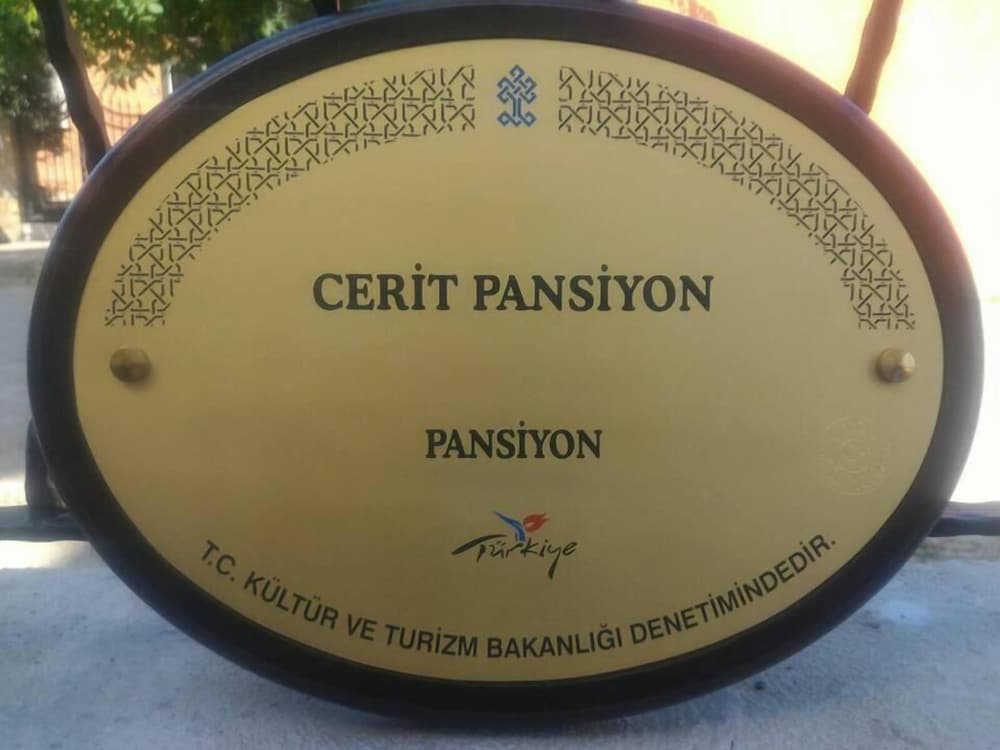 CERİT PANSİYON
PANSİYON
Türkiye
T.C. KÜLTÜR VE TURİZM BAKANLIĞI DENETİMİNDEDİR.